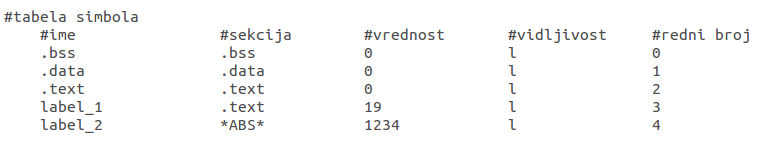 #tabela simbola
#ime #sekcija #vrednost #vidljivost #redni broj
.bss .bss 0 l 0
.data .data 0 l 1
.text .text 0 l 2
label_1 .text 19 l 3
label_2 *ABS* 1234 l 4